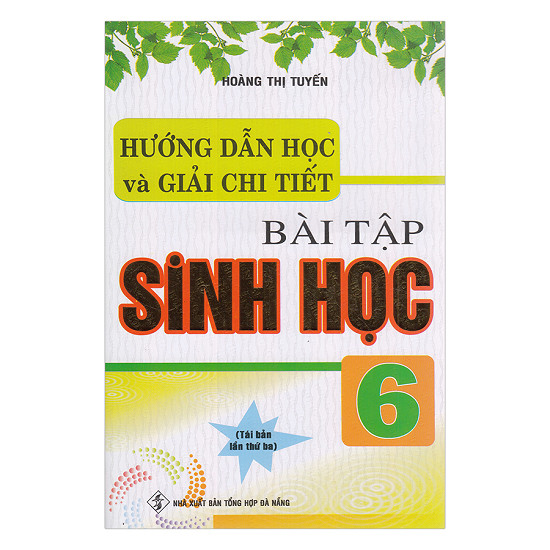 HOÀNG THỊ TUYẾN
HƯỚNG DẪN HỌC
và GIẢI CHI TIẾT
BÀI TẬP
SINH HỌC
6
(Tái bản
lần thứ ba)
NHÀ XUẤT BẢN TỔNG HỢP ĐÀ NẴNG